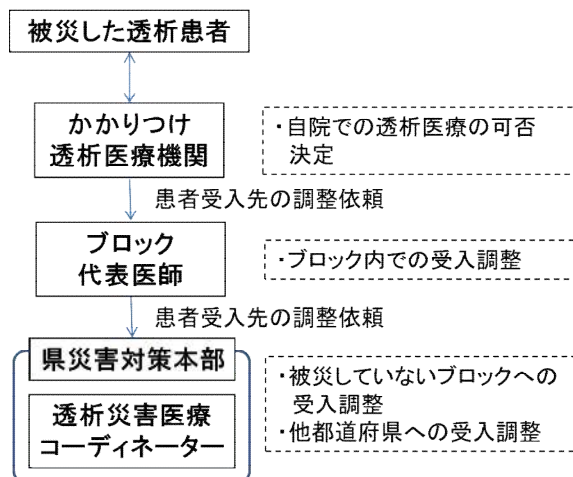 被災した透析患者
かかりつけ
透析医療機関
・自院での透析医療の可否
決定
患者受入先の調整依頼
ブロック
代表医師
・ブロック内での受入調整
患者受入先の調整依頼
県災害対策本部
透析災害医療
コーディネーター
・被災していないブロックへの
受入調整
・他都道府県への受入調整